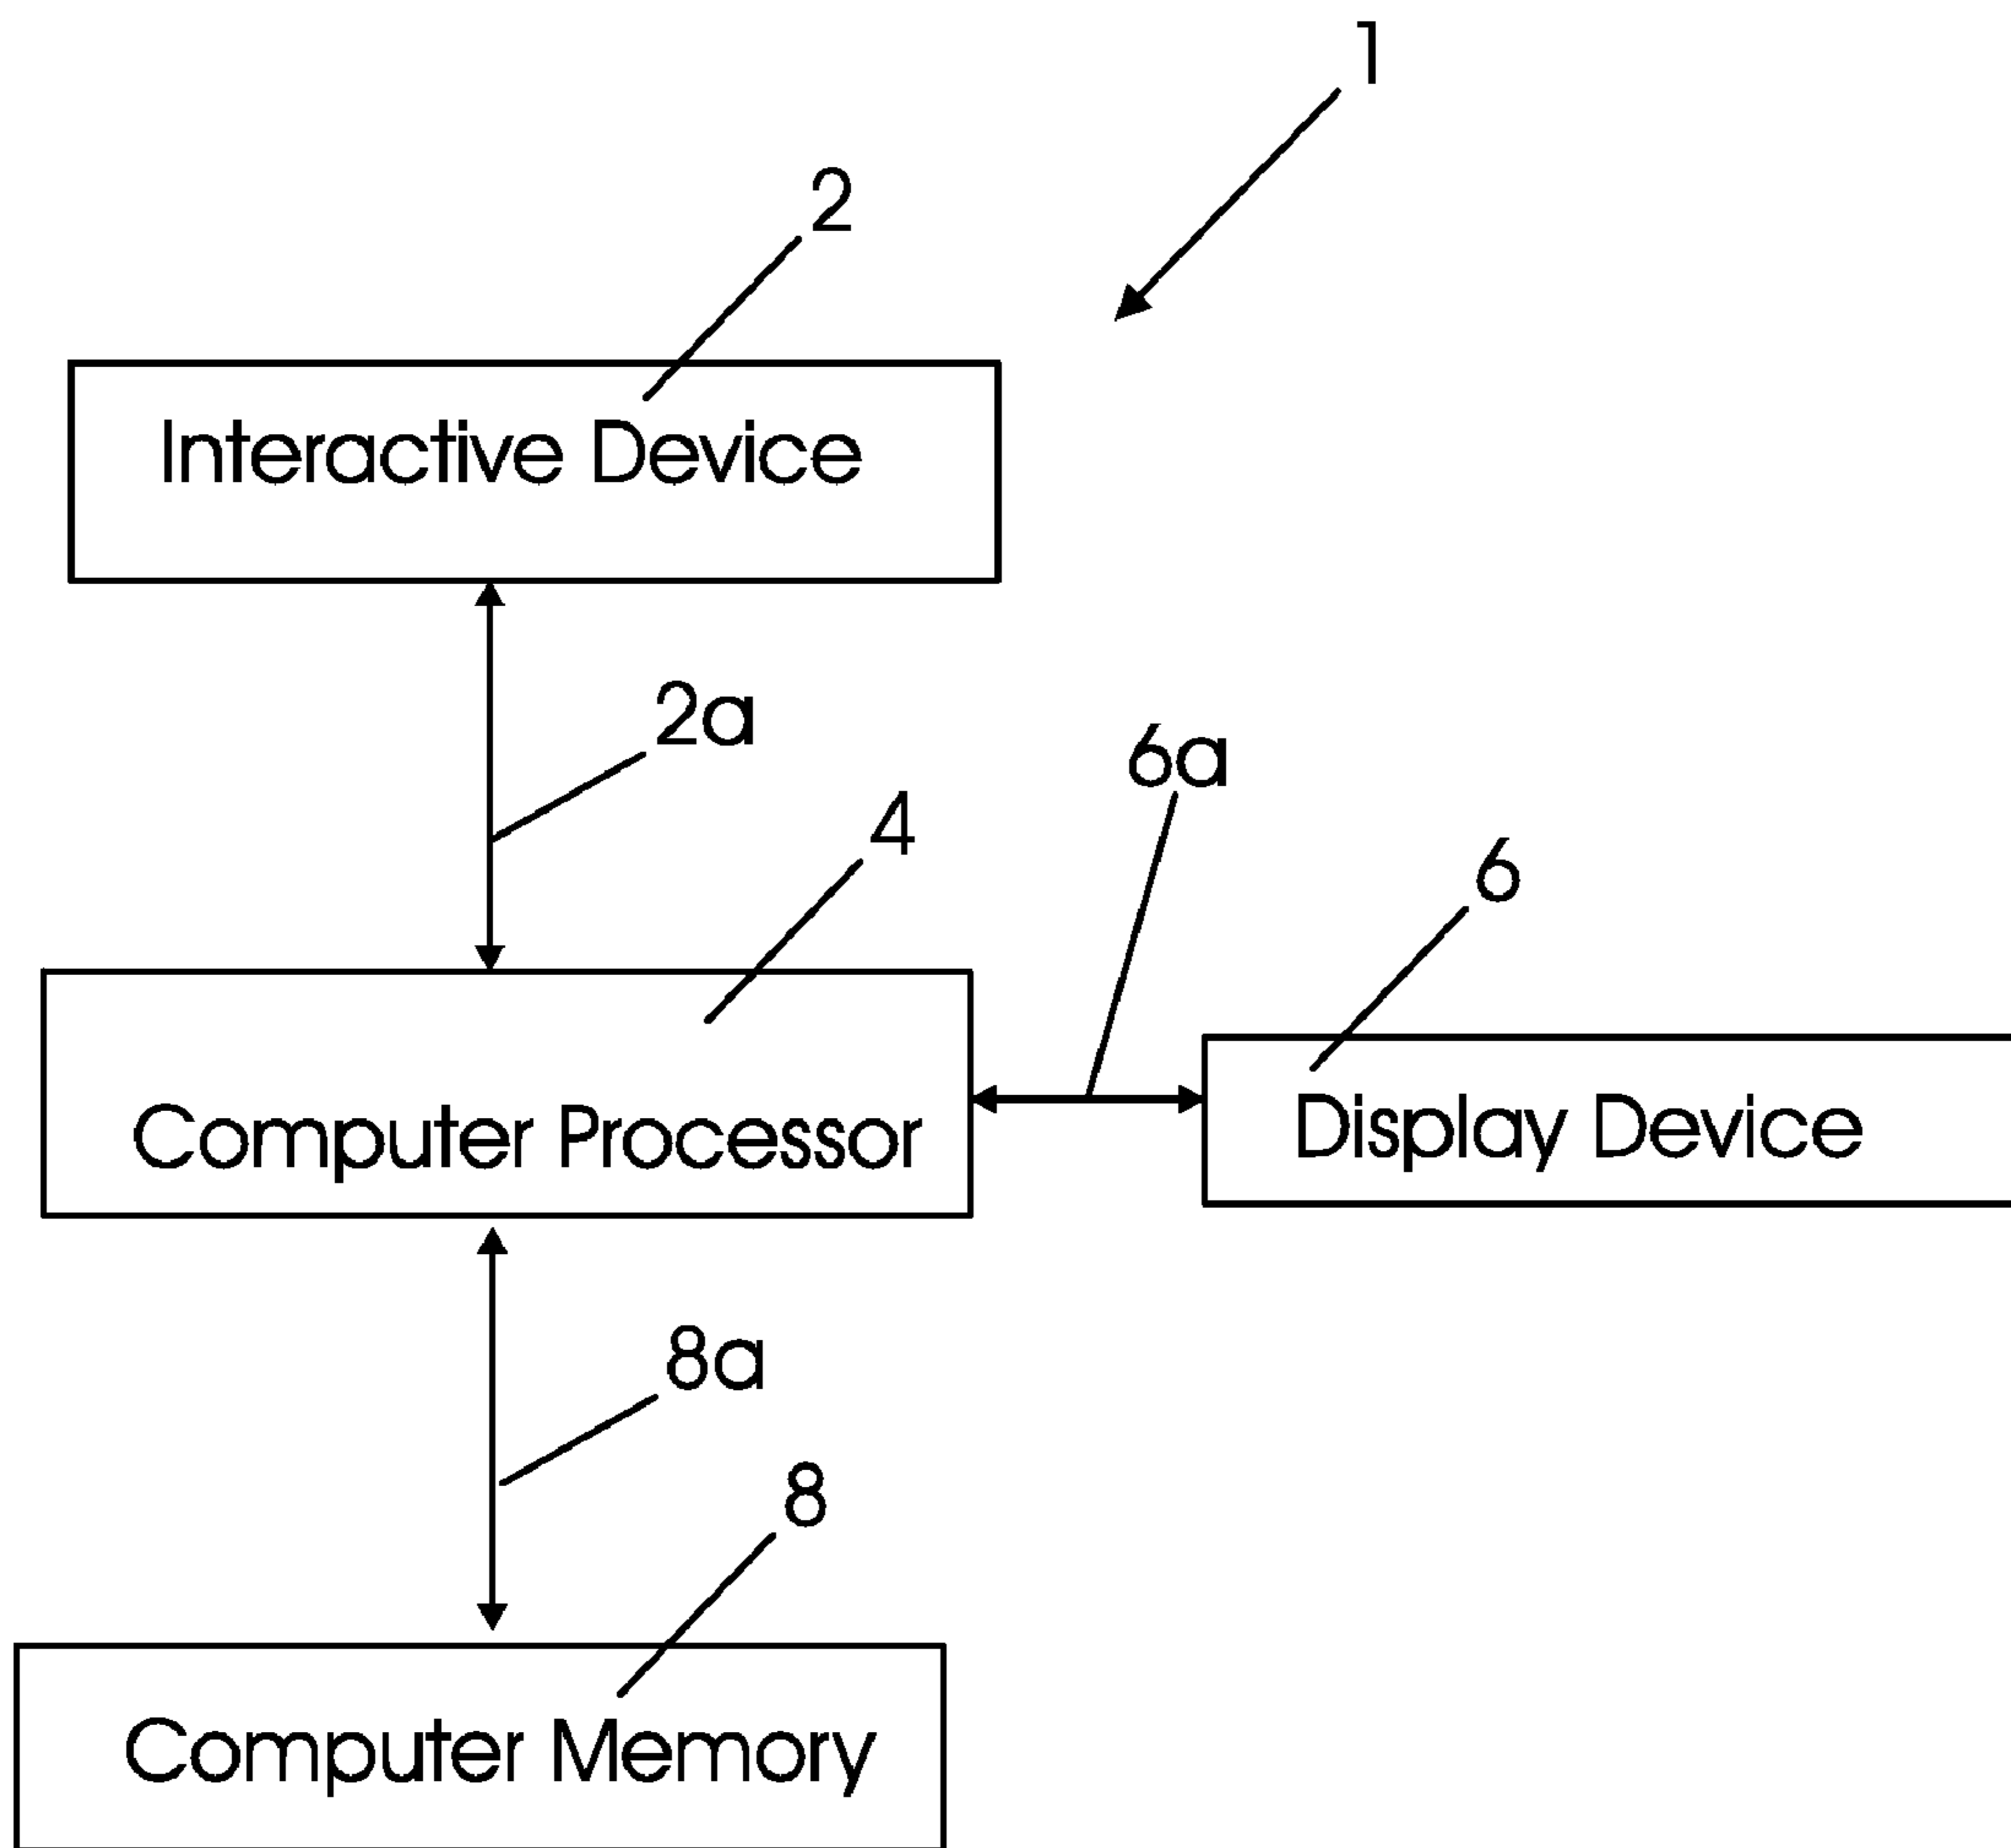 1
2
Interactive Device
2a
6a
4
6
Computer Processor
Display Device
8a
8
Computer Memory